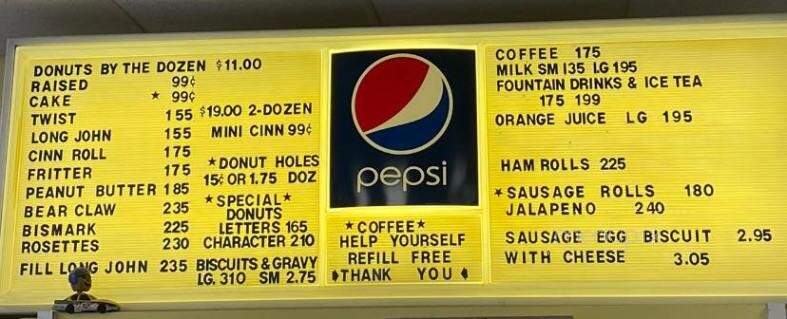 DONUTS BY THE DOZEN $11.00
RAISED 99¢
CAKE ★ 99¢
TWIST 155
LONG JOHN 155
CINN ROLL 175
FRITTER 175
PEANUT BUTTER 185
BEAR CLAW 235
BISMARK 225
ROSETTES 230
FILL LONG JOHN 235
$19.00 2-DOZEN
MINI CINN 99¢
★DONUT HOLES
15¢ OR 1.75 DOZ
★SPECIAL★
DONUTS
LETTERS 165
CHARACTER 210
BISCUITS & GRAVY
LG. 310 SM 2.75
pepsi
★COFFEE★
HELP YOURSELF
REFILL FREE
THANK YOU
COFFEE 175
MILK SM 135 LG 195
FOUNTAIN DRINKS & ICE TEA
175 199
ORANGE JUICE LG 195
HAM ROLLS 225
★SAUSAGE ROLLS 180
JALAPENO 240
SAUSAGE EGG BISCUIT 2.95
WITH CHEESE 3.05